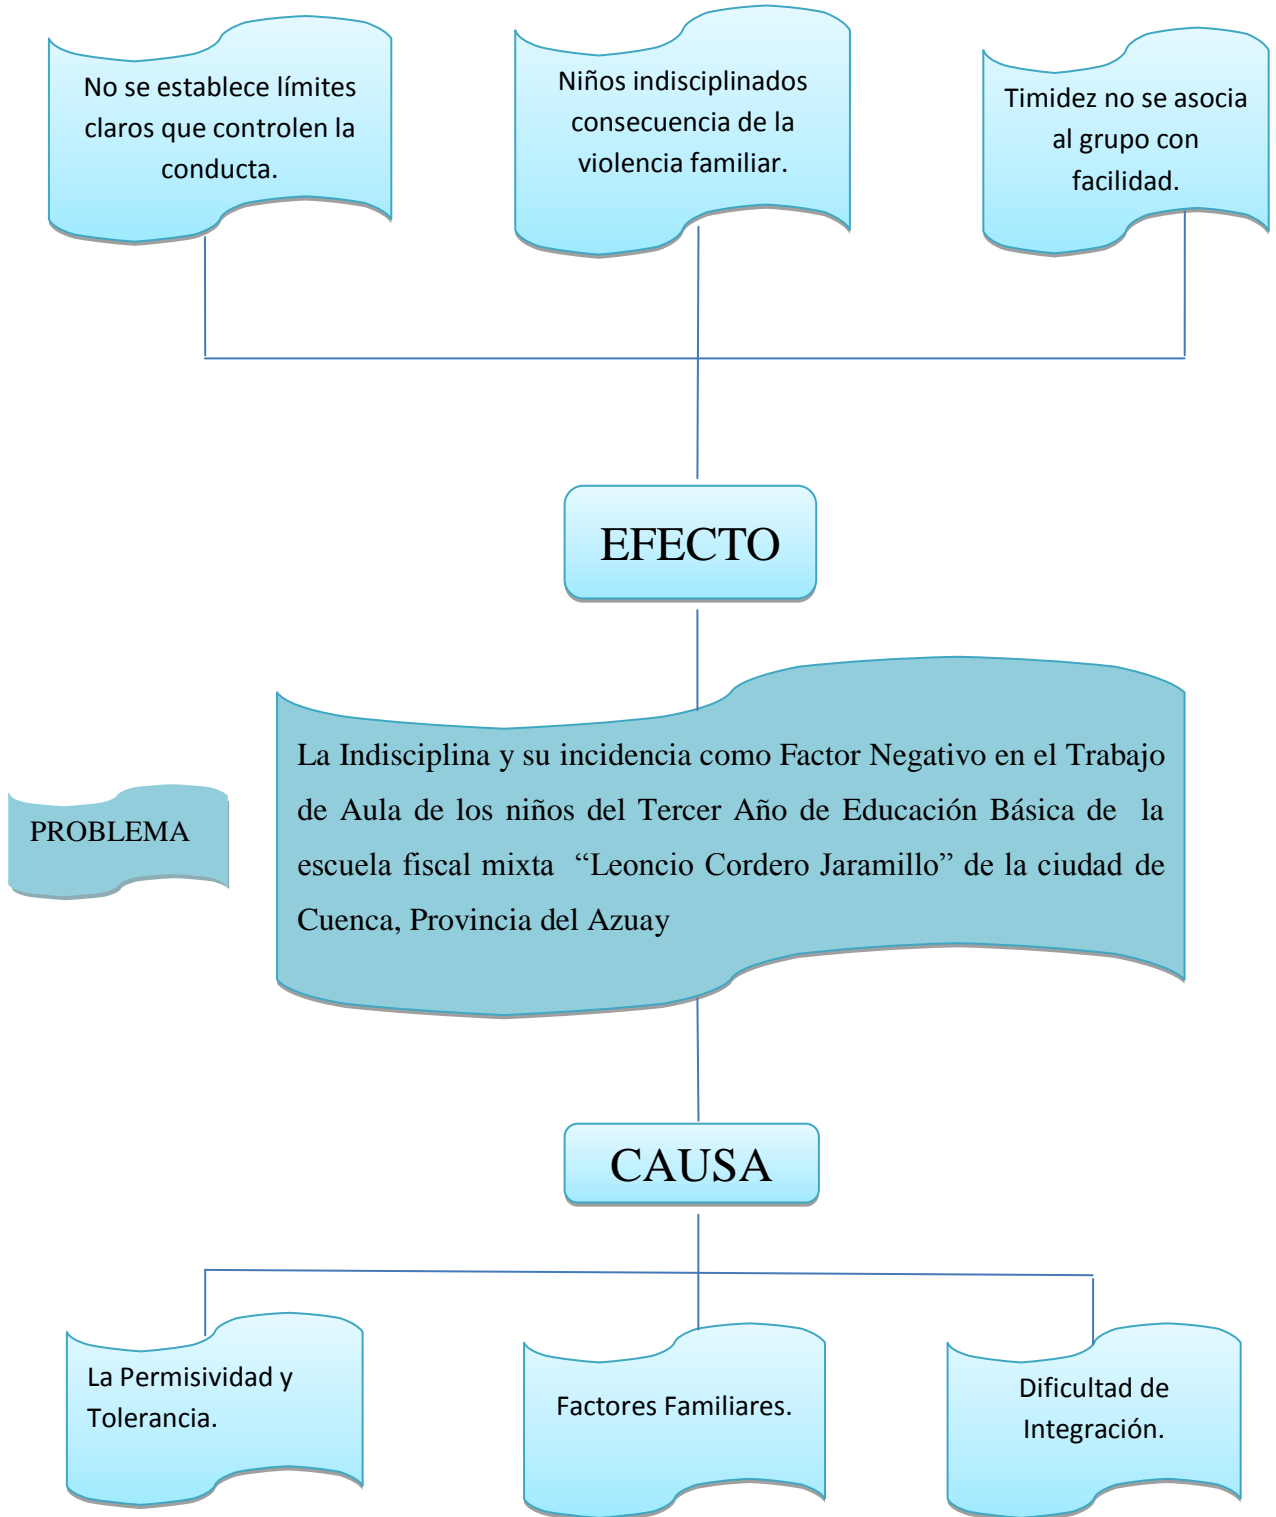 No se establece límites
claros que controlen la
conducta.
Niños indisciplinados
consecuencia de la
violencia familiar.
Timidez no se asocia
al grupo con
facilidad.
EFECTO
PROBLEMA
La Indisciplina y su incidencia como Factor Negativo en el Trabajo
de Aula de los niños del Tercer Año de Educación Básica de la
escuela fiscal mixta “Leoncio Cordero Jaramillo” de la ciudad de
Cuenca, Provincia del Azuay
CAUSA
La Permisividad y
Tolerancia.
Factores Familiares.
Dificultad de
Integración.